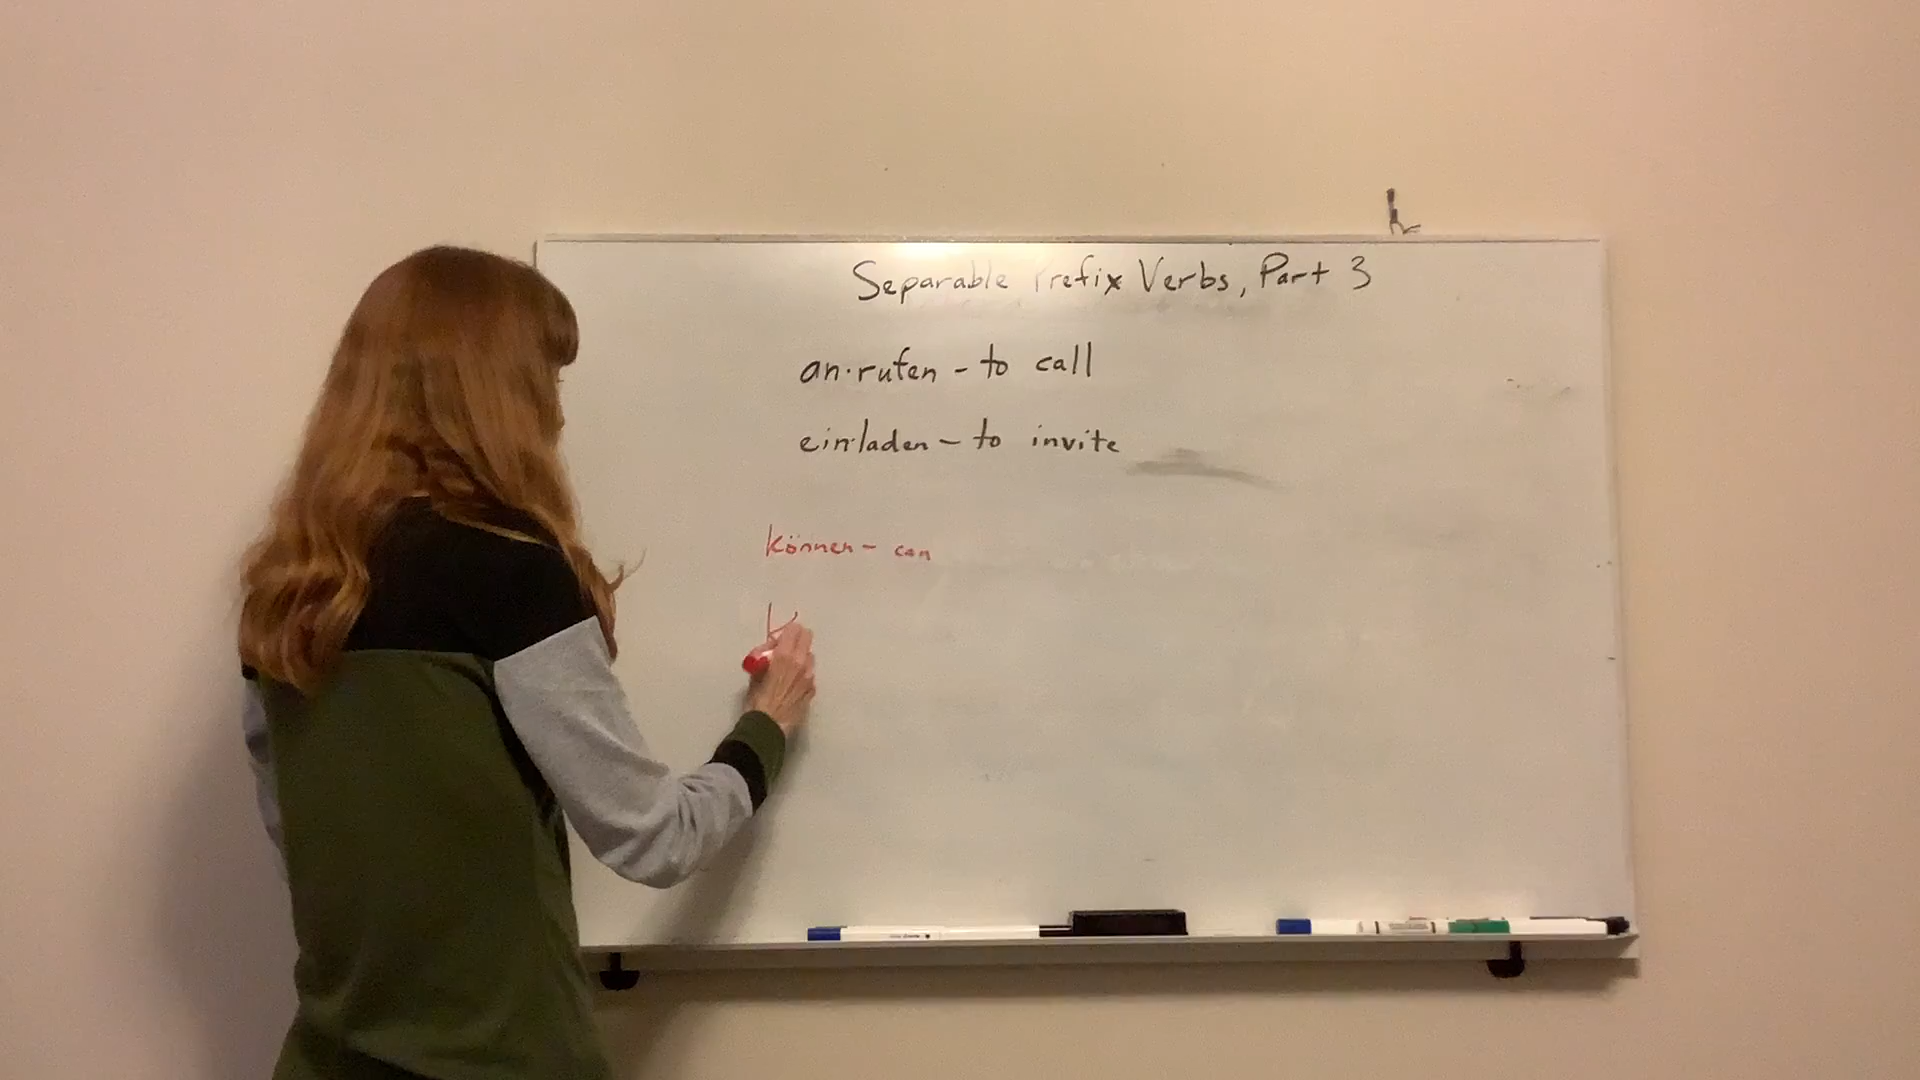 Separable Prefix Verbs, Part 3
an·rufen - to call
ein·laden - to invite
können - can
k